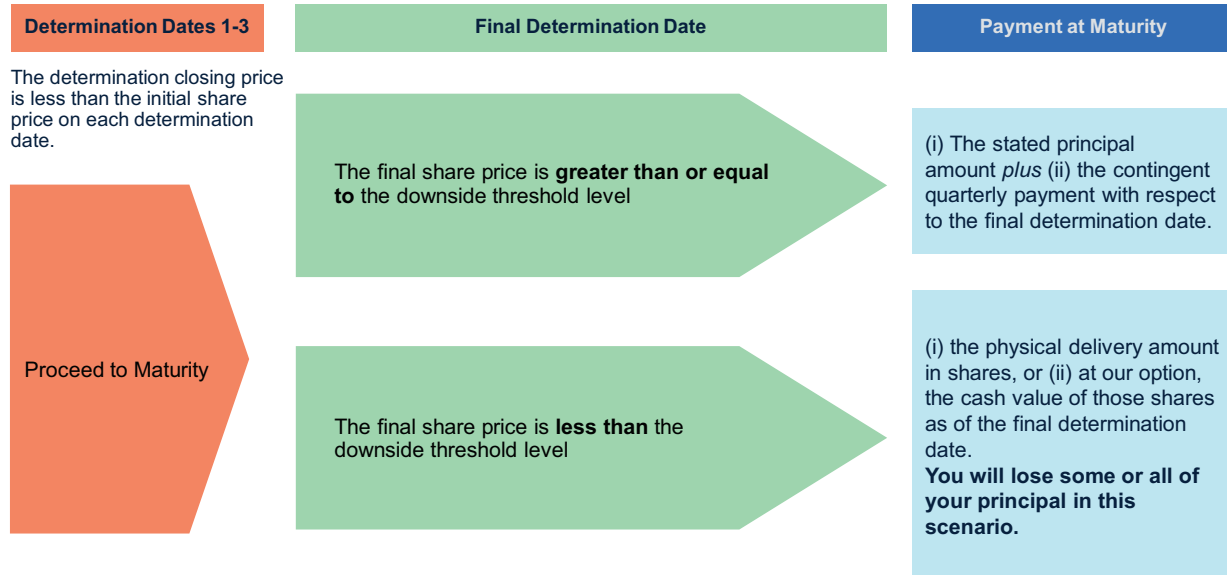 Determination Dates 1-3
Final Determination Date
Payment at Maturity
The determination closing price
is less than the initial share
price on each determination
date.
Proceed to Maturity
The final share price is greater than or equal
to the downside threshold level
(i) The stated principal
amount plus (ii) the contingent
quarterly payment with respect
to the final determination date.
The final share price is less than the
downside threshold level
(i) the physical delivery amount
in shares, or (ii) at our option,
the cash value of those shares
as of the final determination
date.
You will lose some or all of
your principal in this
scenario.